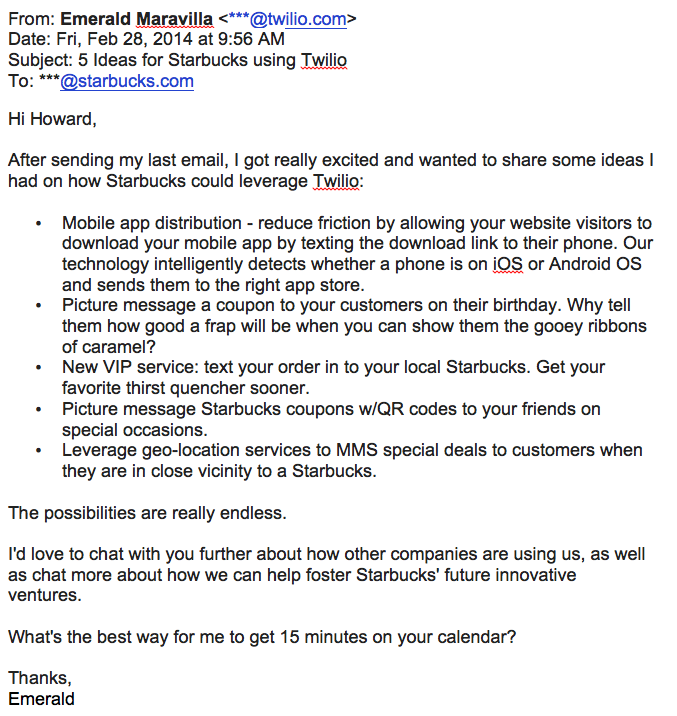 From: Emerald Maravilla <***@twilio.com>
Date: Fri, Feb 28, 2014 at 9:56 AM
Subject: 5 Ideas for Starbucks using Twilio
To: ***@starbucks.com
Hi Howard,
After sending my last email, I got really excited and wanted to share some ideas I
had on how Starbucks could leverage Twilio:
• Mobile app distribution - reduce friction by allowing your website visitors to
download your mobile app by texting the download link to their phone. Our
technology intelligently detects whether a phone is on iOS or Android OS
and sends them to the right app store.
• Picture message a coupon to your customers on their birthday. Why tell
them how good a frap will be when you can show them the gooey ribbons
of caramel?
• New VIP service: text your order in to your local Starbucks. Get your
favorite thirst quencher sooner.
• Picture message Starbucks coupons w/QR codes to your friends on
special occasions.
• Leverage geo-location services to MMS special deals to customers when
they are in close vicinity to a Starbucks.
The possibilities are really endless.
I'd love to chat with you further about how other companies are using us, as well
as chat more about how we can help foster Starbucks' future innovative
ventures.
What's the best way for me to get 15 minutes on your calendar?
Thanks,
Emerald